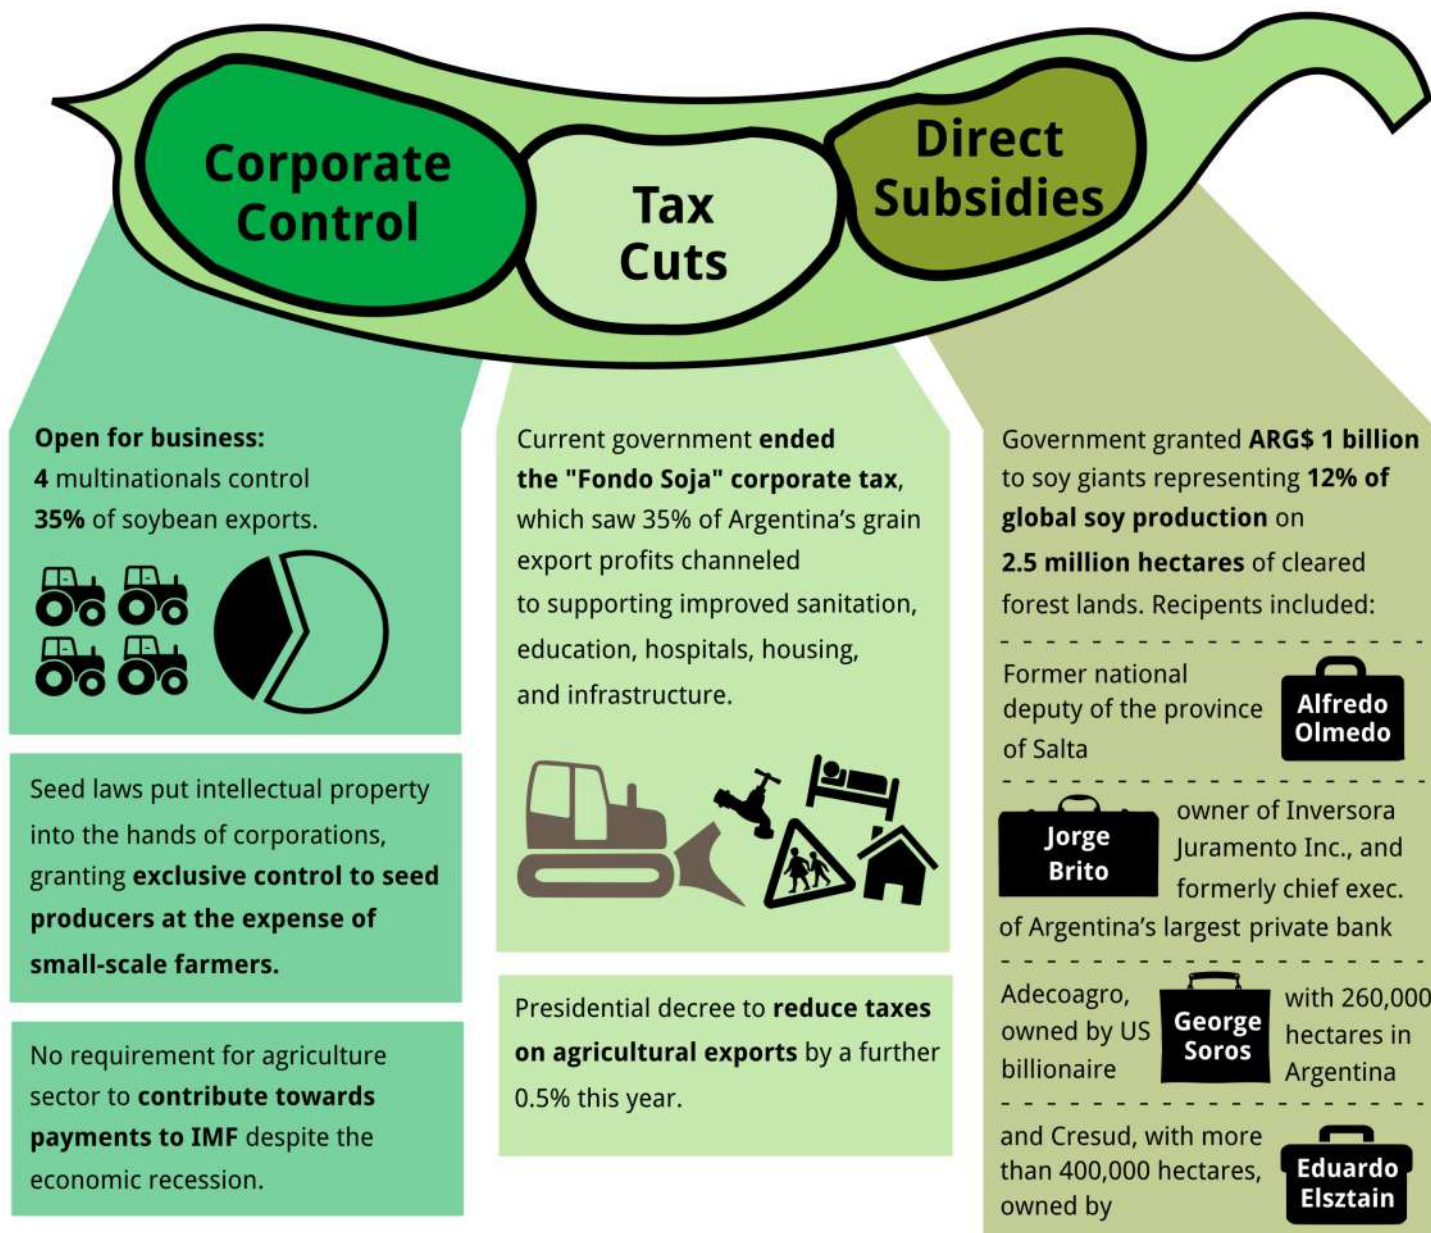 Corporate
Control
Tax
Cuts
Direct
Subsidies
Open for business:
4 multinationals control
35% of soybean exports.
Seed laws put intellectual property
into the hands of corporations,
granting exclusive control to seed
producers at the expense of
small-scale farmers.
No requirement for agriculture
sector to contribute towards
payments to IMF despite the
economic recession.
Current government ended
the "Fondo Soja" corporate tax,
which saw 35% of Argentina’s grain
export profits channeled
to supporting improved sanitation,
education, hospitals, housing,
and infrastructure.
Presidential decree to reduce taxes
on agricultural exports by a further
0.5% this year.
Government granted ARG$ 1 billion
to soy giants representing 12% of
global soy production on
2.5 million hectares of cleared
forest lands. Recipents included:
Former national
deputy of the province
of Salta
Alfredo
Olmedo
Jorge
Brito
owner of Inversora
Juramento Inc., and
formerly chief exec.
of Argentina’s largest private bank
Adecoagro,
owned by US
billionaire
George
Soros
with 260,000
hectares in
Argentina
and Cresud, with more
than 400,000 hectares,
owned by
Eduardo
Elsztain